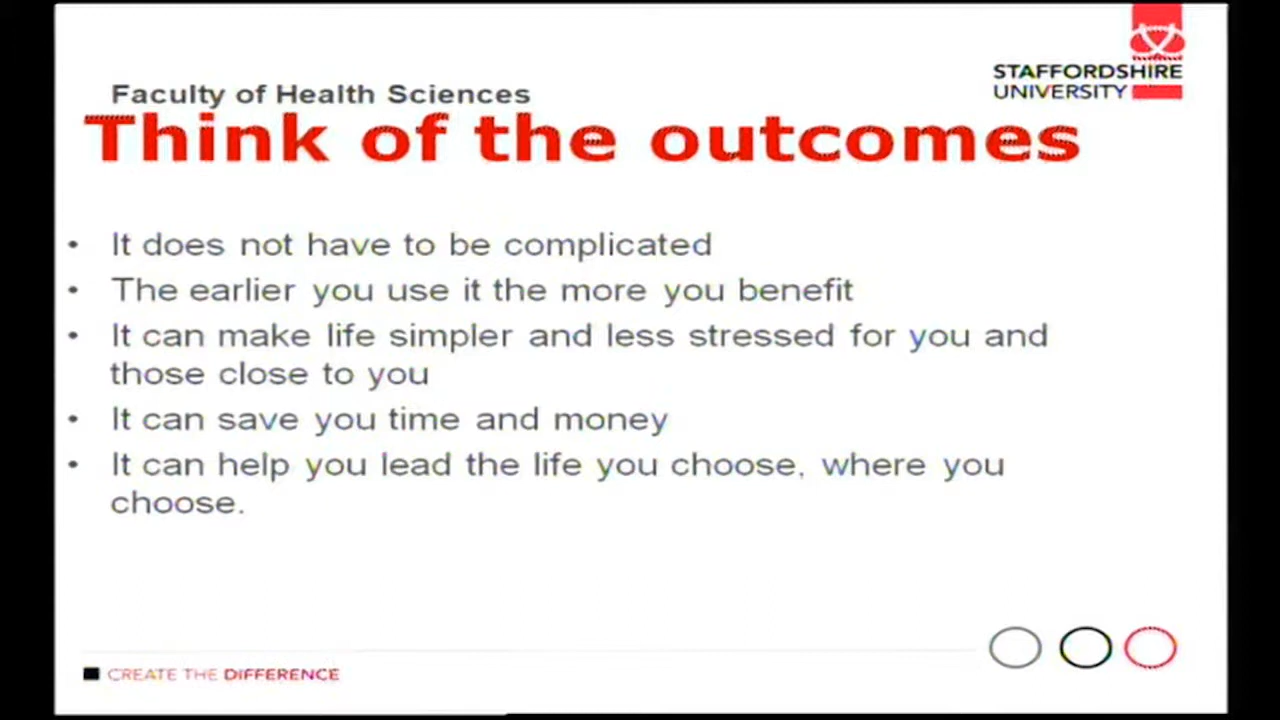 STAFFORDSHIRE
UNIVERSITY
Faculty of Health Sciences
Think of the outcomes
• It does not have to be complicated
• The earlier you use it the more you benefit
• It can make life simpler and less stressed for you and
those close to you
• It can save you time and money
• It can help you lead the life you choose, where you
choose.
CREATE THE DIFFERENCE